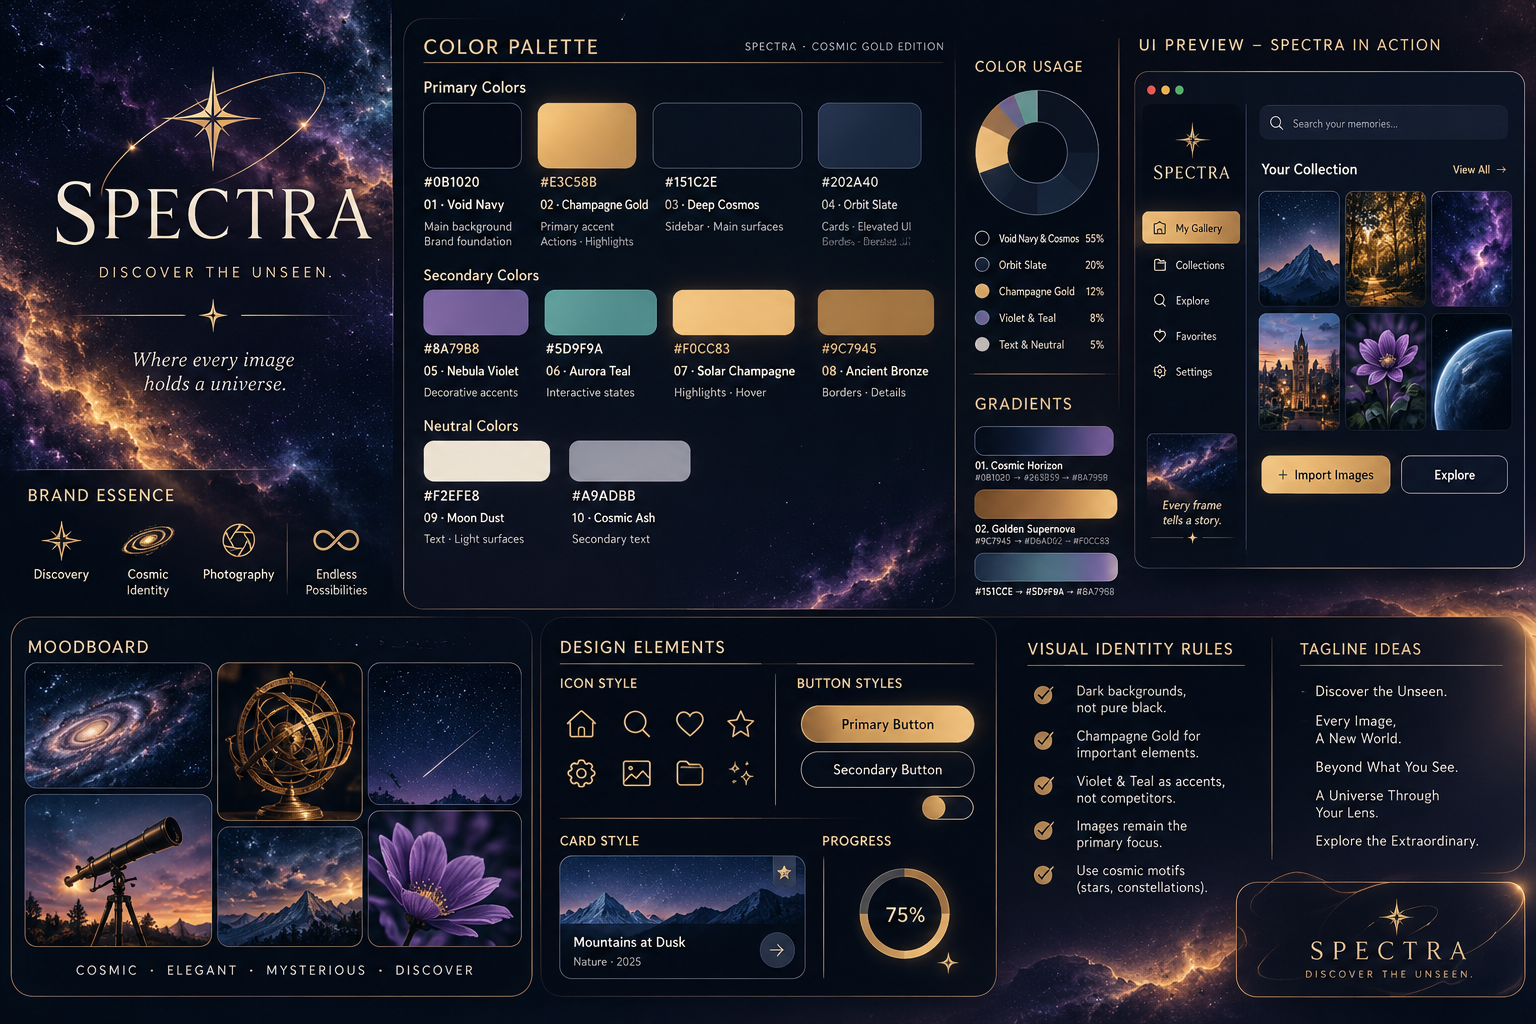 SPECTRA
DISCOVER THE UNSEEN.
Where every image
holds a universe.
BRAND ESSENCE
Discovery
Cosmic
Identity
Photography
Endless
Possibilities
COLOR PALETTE
SPECTRA · COSMIC GOLD EDITION
Primary Colors
#0B1020
01 · Void Navy
Main background
Brand foundation
#E3C58B
02 · Champagne Gold
Primary accent
Actions · Highlights
#151C2E
03 · Deep Cosmos
Sidebar · Main surfaces
#202A40
04 · Orbit Slate
Cards · Elevated UI
Secondary Colors
#8A79B8
05 · Nebula Violet
Decorative accents
#5D9F9A
06 · Aurora Teal
Interactive states
#F0CC83
07 · Solar Champagne
Highlights · Hover
#9C7945
08 · Ancient Bronze
Borders · Details
Neutral Colors
#F2EFE8
09 · Moon Dust
Text · Light surfaces
#A9ADBB
10 · Cosmic Ash
Secondary text
COLOR USAGE
Void Navy & Cosmos 55%
Orbit Slate 20%
Champagne Gold 12%
Violet & Teal 8%
Text & Neutral 5%
GRADIENTS
01. Cosmic Horizon
#0B1020 →
02. Golden Supernova
#9C7945 → → #F0CC83
#151CCE → #5D9F9A →
UI PREVIEW – SPECTRA IN ACTION
SPECTRA
My Gallery
Collections
Explore
Favorites
Settings
Every frame
tells a story.
Search your memories...
Your Collection
View All →
+ Import Images
Explore
MOODBOARD
COSMIC · ELEGANT · MYSTERIOUS · DISCOVER
DESIGN ELEMENTS
ICON STYLE
BUTTON STYLES
Primary Button
Secondary Button
CARD STYLE
Mountains at Dusk
Nature · 2025
PROGRESS
75%
VISUAL IDENTITY RULES
Dark backgrounds,
not pure black.
Champagne Gold for
important elements.
Violet & Teal as accents,
not competitors.
Images remain the
primary focus.
Use cosmic motifs
(stars, constellations).
TAGLINE IDEAS
Discover the Unseen.
Every Image,
A New World.
Beyond What You See.
A Universe Through
Your Lens.
Explore the Extraordinary.
SPECTRA
DISCOVER THE UNSEEN.